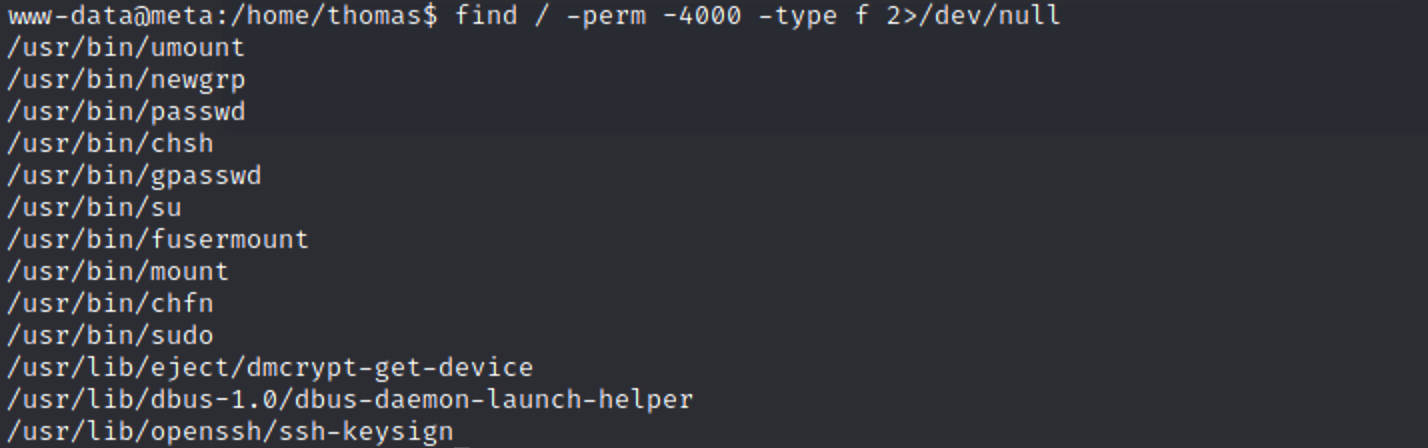 www-data@meta:/home/thomas$ find / -perm -4000 -type f 2>/dev/null
/usr/bin/umount
/usr/bin/newgrp
/usr/bin/passwd
/usr/bin/chsh
/usr/bin/gpasswd
/usr/bin/su
/usr/bin/fusermount
/usr/bin/mount
/usr/bin/chfn
/usr/bin/sudo
/usr/lib/eject/dmcrypt-get-device
/usr/lib/dbus-1.0/dbus-daemon-launch-helper
/usr/lib/openssh/ssh-keysign